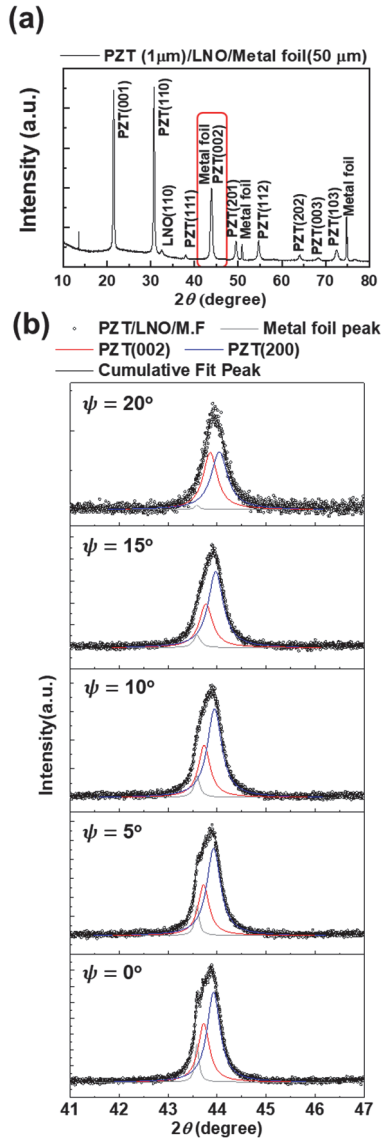 (a)
PZT (1μm)/LNO/Metal foil(50 μm)
Intensity (a.u.)
PZT(001)
PZT(110)
LNO(110)
PZT(111)
Metal foil
PZT(002)
PZT(201)
Metal foil
PZT(112)
PZT(202)
PZT(003)
PZT(103)
Metal foil
10 20 30 40 50 60 70 80
2θ (degree)
(b)
PZT/LNO/M.F Metal foil peak
PZT(002) PZT(200)
Cumulative Fit Peak
Intensity(a.u.)
ψ = 20°
ψ = 15°
ψ = 10°
ψ = 5°
ψ = 0°
41 42 43 44 45 46 47
2θ (degree)